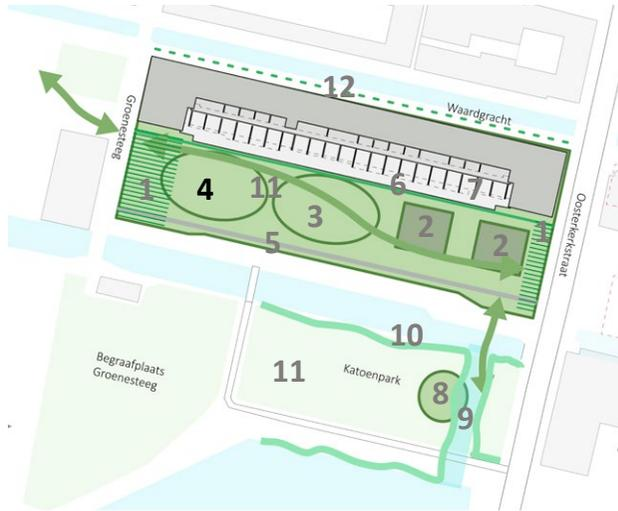 12
Waardgracht
Groenesteeg
1
4
11
3
6
7
2
2
1
5
Oosterkerkstraat
10
Begraafplaats
Groenesteeg
11
Katoenpark
8
9